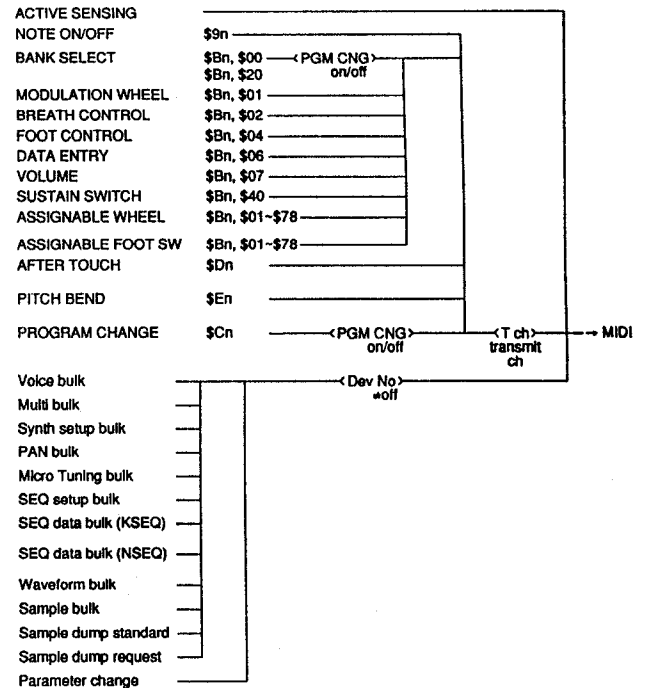 ACTIVE SENSING
NOTE ON/OFF $9n
BANK SELECT $Bn, $00 <PGM CNG>
$Bn, $20 on/off
MODULATION WHEEL $Bn, $01
BREATH CONTROL $Bn, $02
FOOT CONTROL $Bn, $04
DATA ENTRY $Bn, $06
VOLUME $Bn, $07
SUSTAIN SWITCH $Bn, $40
ASSIGNABLE WHEEL $Bn, $01~$78
ASSIGNABLE FOOT SW $Bn, $01~$78
AFTER TOUCH $Dn
PITCH BEND $En
PROGRAM CHANGE $Cn <PGM CNG> <T ch> → MIDI
on/off transmit
ch
Voice bulk <Dev No>
≠off
Multi bulk
Synth setup bulk
PAN bulk
Micro Tuning bulk
SEQ setup bulk
SEQ data bulk (KSEQ)
SEQ data bulk (NSEQ)
Waveform bulk
Sample bulk
Sample dump standard
Sample dump request
Parameter change